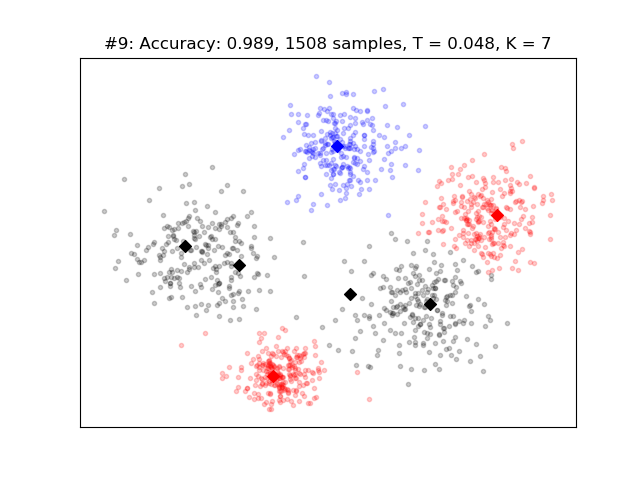 #9: Accuracy: 0.989, 1508 samples, T = 0.048, K = 7